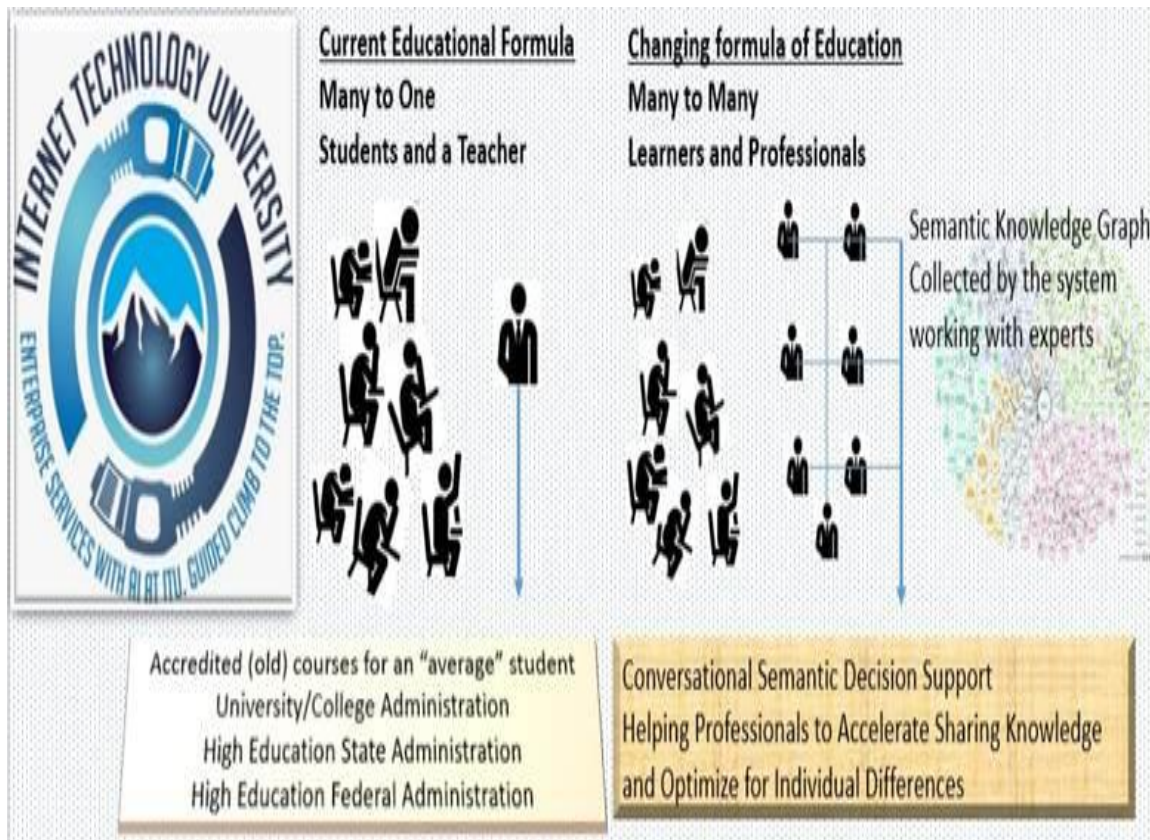 INTERNET TECHNOLOGY UNIVERSITY
ENTERPRISE SERVICES WITH AI AT ITU. GUIDED CLIMB TO THE TOP.
Current Educational Formula
Many to One
Students and a Teacher
Changing formula of Education
Many to Many
Learners and Professionals
Semantic Knowledge Graph
Collected by the system
working with experts
Accredited (old) courses for an “average” student
University/College Administration
High Education State Administration
High Education Federal Administration
Conversational Semantic Decision Support
Helping Professionals to Accelerate Sharing Knowledge
and Optimize for Individual Differences